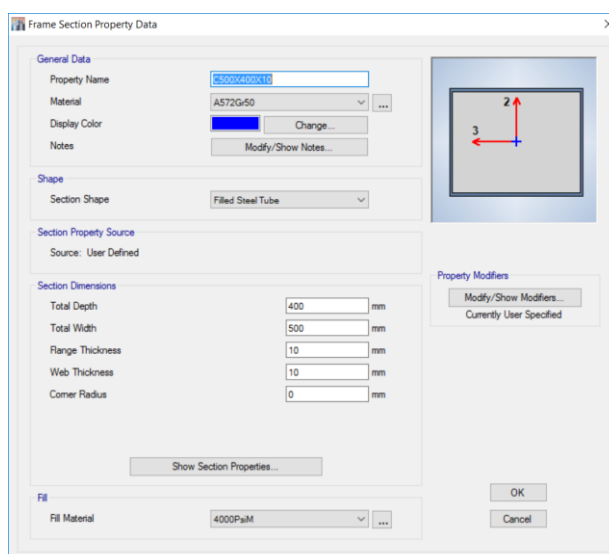 Frame Section Property Data
General Data
Property Name C500X400X10
Material A572Gr50 ...
Display Color Change...
Notes Modify/Show Notes...
Shape
Section Shape Filled Steel Tube
Section Property Source
Source: User Defined
Section Dimensions
Total Depth 400 mm
Total Width 500 mm
Flange Thickness 10 mm
Web Thickness 10 mm
Corner Radius 0 mm
Show Section Properties...
Fill
Fill Material 4000PsiM ...
2
3
Property Modifiers
Modify/Show Modifiers...
Currently User Specified
OK
Cancel